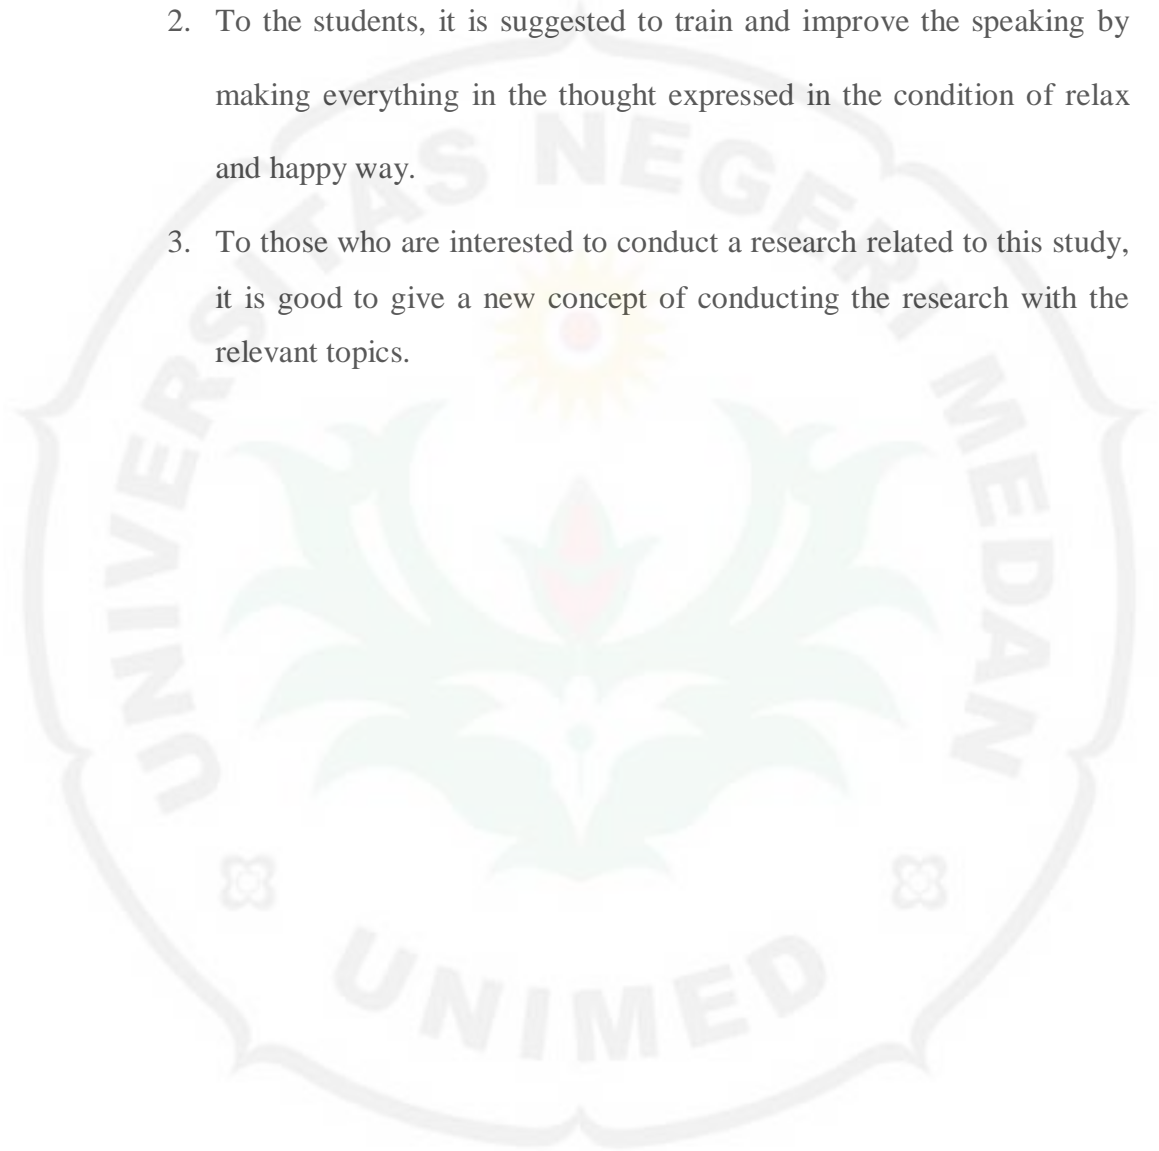 2. To the students, it is suggested to train and improve the speaking by
making everything in the thought expressed in the condition of relax
and happy way.
3. To those who are interested to conduct a research related to this study,
it is good to give a new concept of conducting the research with the
relevant topics.
UNIVERSITAS NEGERI MEDAN
UNIMED